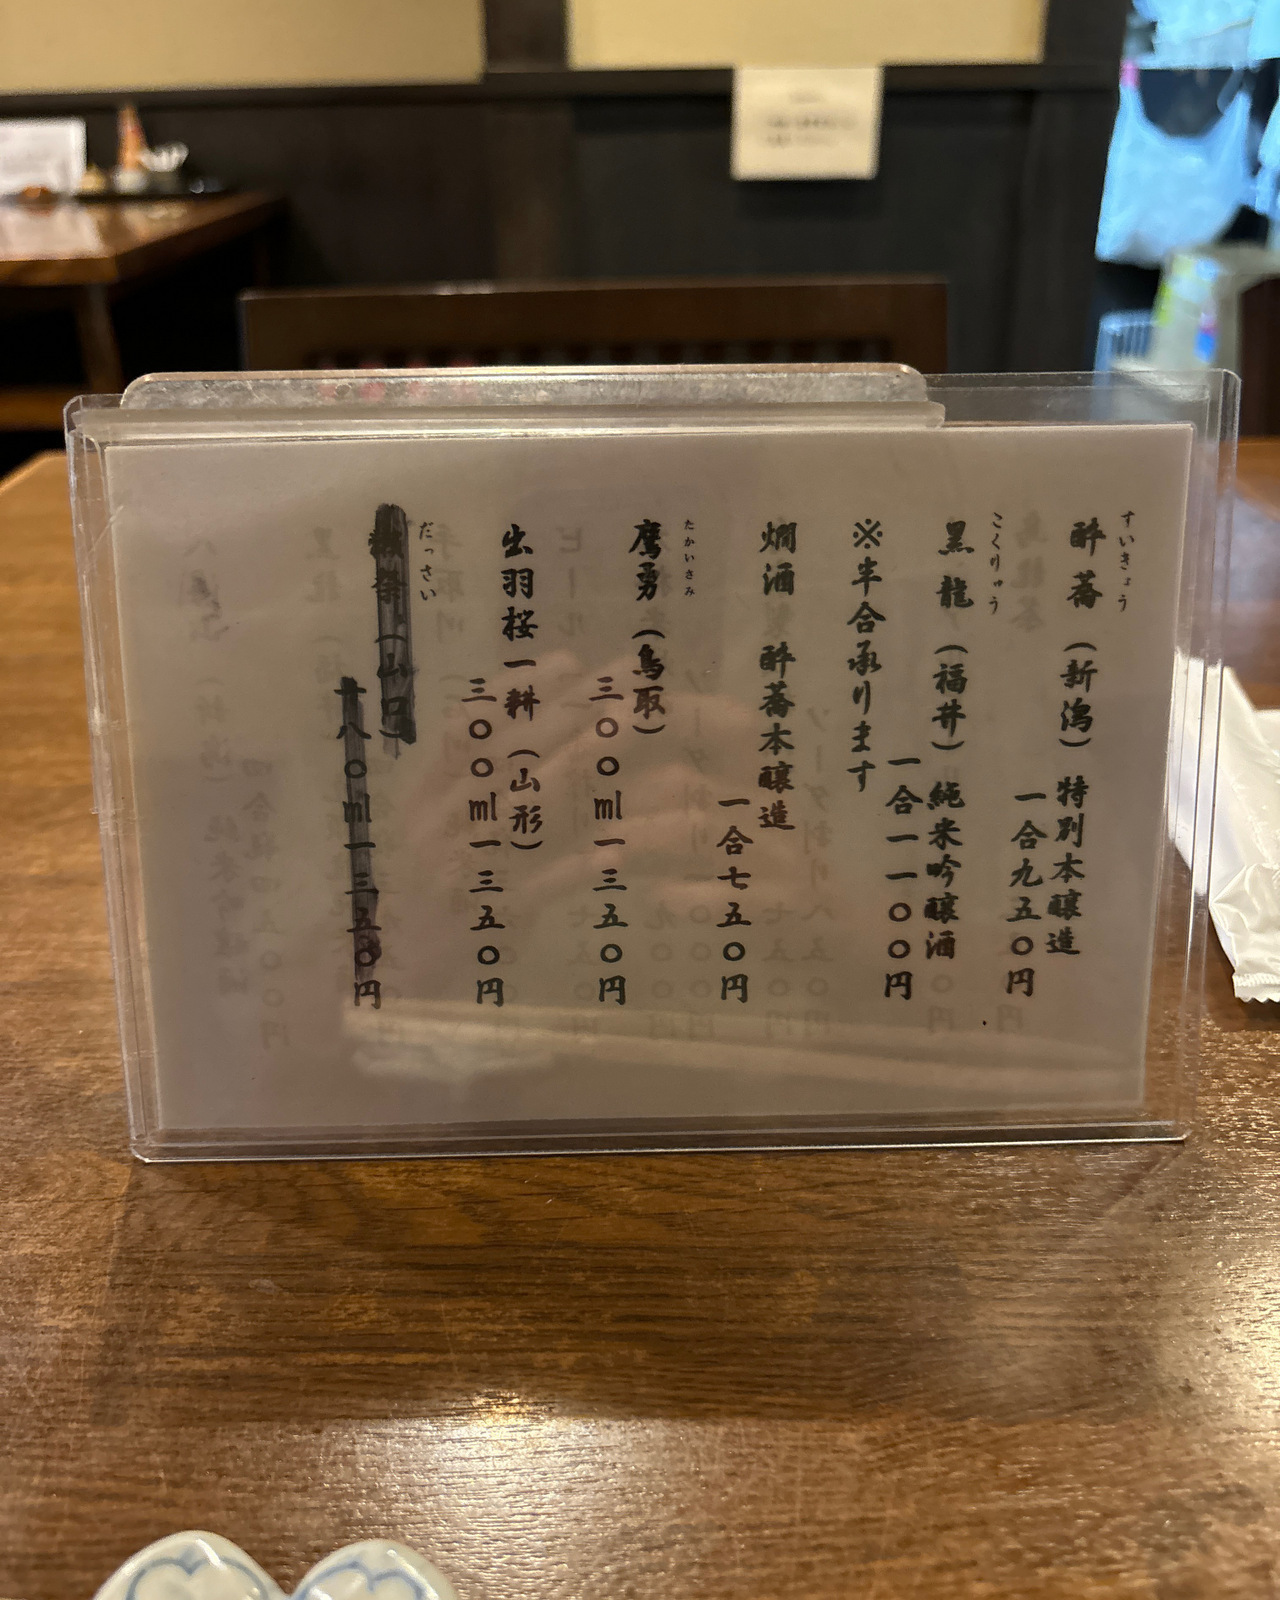 すいきょう
酔蕎（新潟）特別本醸造
一合九五〇円
こくりゅう
黒龍（福井）純米吟醸酒
一合一一〇〇円
※半合承ります
燗酒 酔蕎本醸造
一合七五〇円
たかいさみ
鷹勇（鳥取）
三〇〇ml一三五〇円
出羽桜一耕（山形）
三〇〇ml一三五〇円
だっさい
獺祭（山口）
一八〇ml一三五〇円